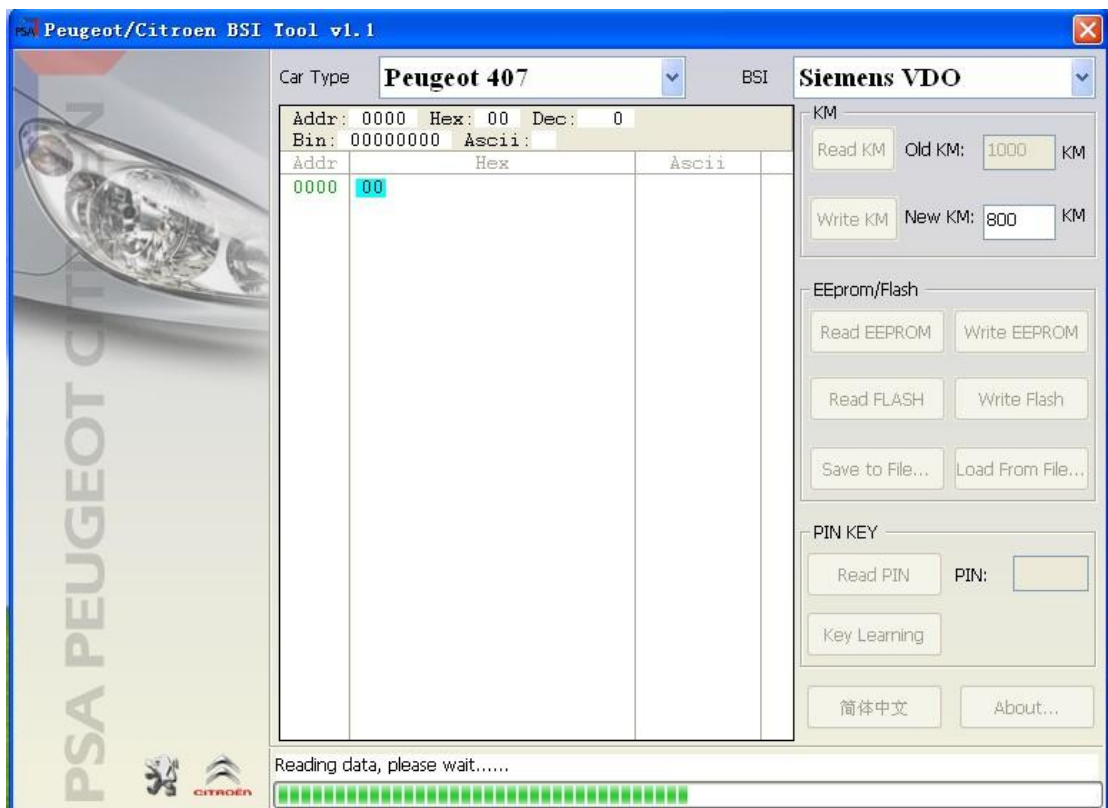 PSA Peugeot/Citroen BSI Tool v1.1
Car Type Peugeot 407 BSI Siemens VDO
Addr: 0000 Hex: 00 Dec: 0
Bin: 00000000 Ascii:
Addr Hex Ascii
0000 00
KM
Read KM Old KM: 1000 KM
Write KM New KM: 800 KM
EEprom/Flash
Read EEPROM Write EEPROM
Read FLASH Write Flash
Save to File... Load From File...
PIN KEY
Read PIN PIN:
Key Learning
简体中文 About...
Reading data, please wait......
PSA PEUGEOT CITROËN
CITROËN